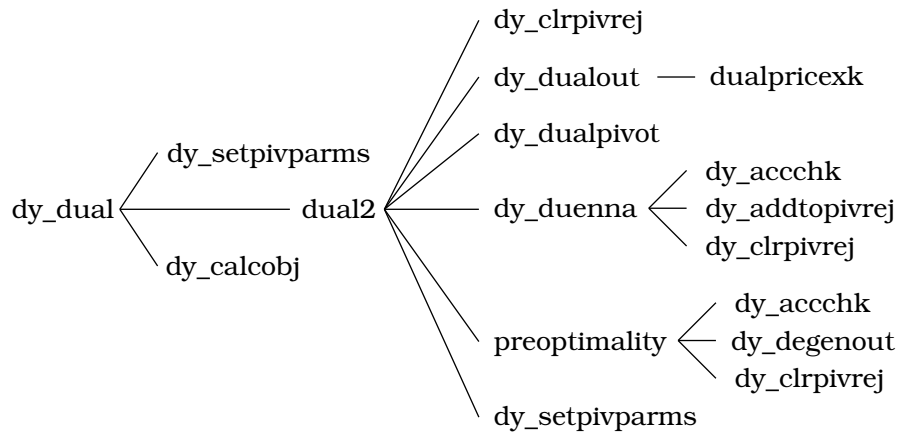 dy_clrpivrej
dy_dualout
dualpricexk
dy_dualpivot
dy_setpivparms
dy_accchk
dy_dual
dual2
dy_duenna
dy_addtopivrej
dy_clrpivrej
dy_calcobj
dy_accchk
preoptimality
dy_degenout
dy_clrpivrej
dy_setpivparms